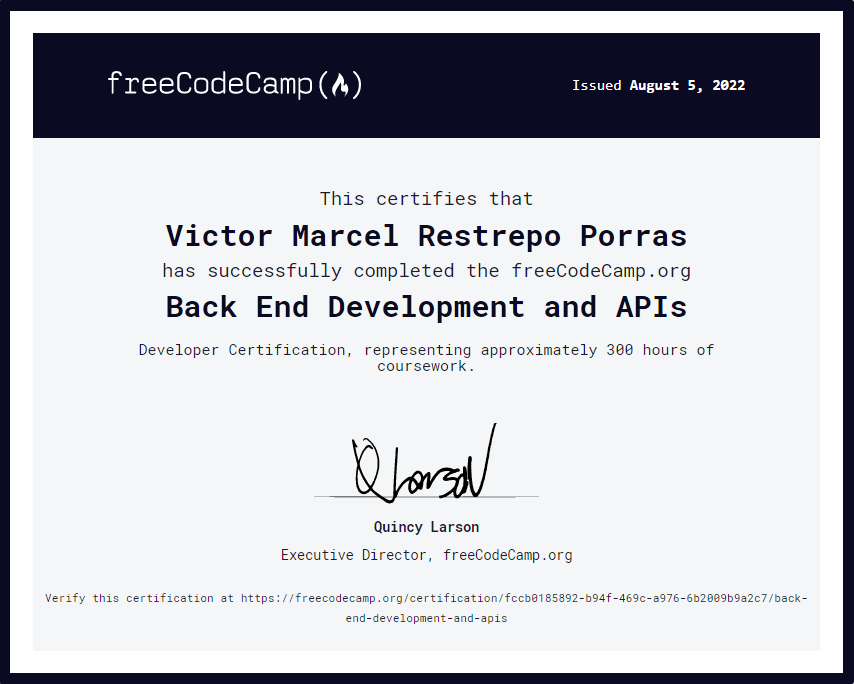 freeCodeCamp
Issued August 5, 2022
This certifies that
Victor Marcel Restrepo Porras
has successfully completed the freeCodeCamp.org
Back End Development and APIs
Developer Certification, representing approximately 300 hours of
coursework.
Q Larson
Quincy Larson
Executive Director, freeCodeCamp.org
Verify this certification at https://freecodecamp.org/certification/fccb0185892-b94f-469c-a976-6b2009b9a2c7/back-
end-development-and-apis